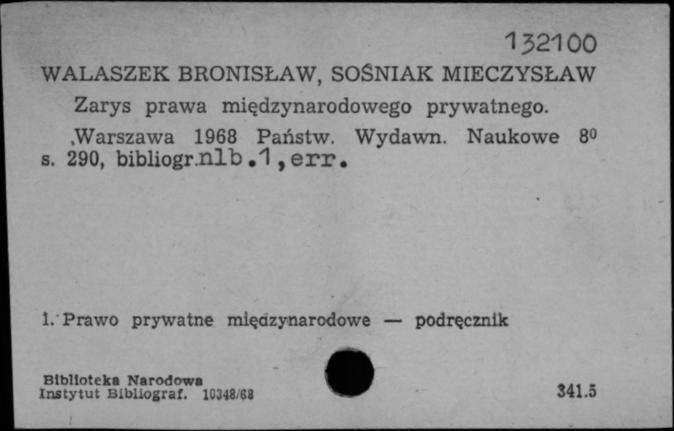 132100
WALASZEK BRONISŁAW, SOŚNIAK MIECZYSŁAW
Zarys prawa międzynarodowego prywatnego.
Warszawa 1968 Państw. Wydawn. Naukowe 8⁰
s. 290, bibliogr.nlb.1,err.
1. Prawo prywatne międzynarodowe — podręcznik
Biblioteka Narodowa
Instytut Bibliograf. 10348/68
341.5